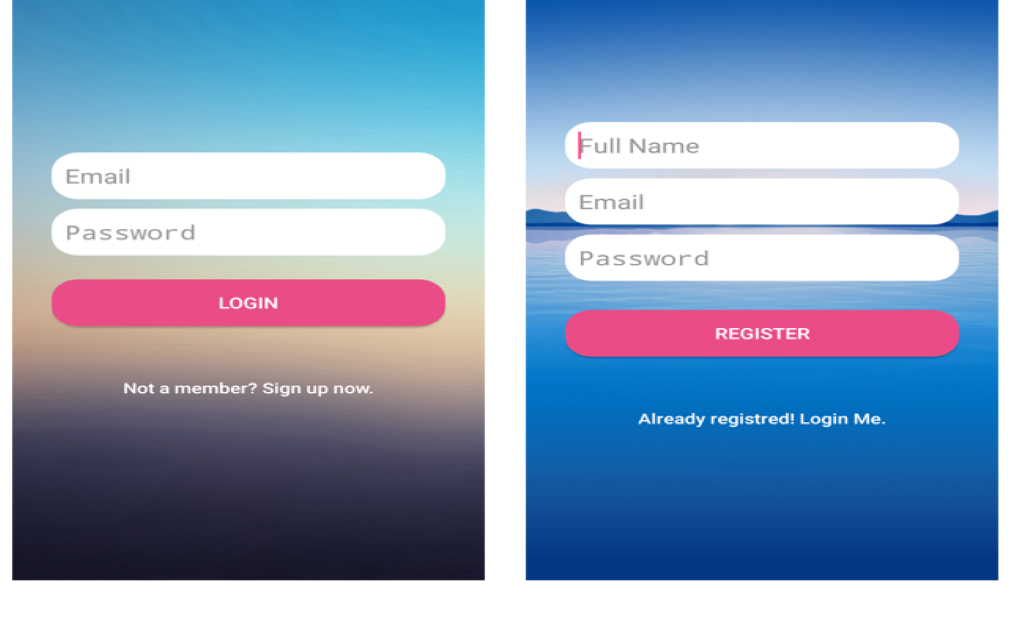 Email
Password
LOGIN
Not a member? Sign up now.
Full Name
Email
Password
REGISTER
Already registred! Login Me.